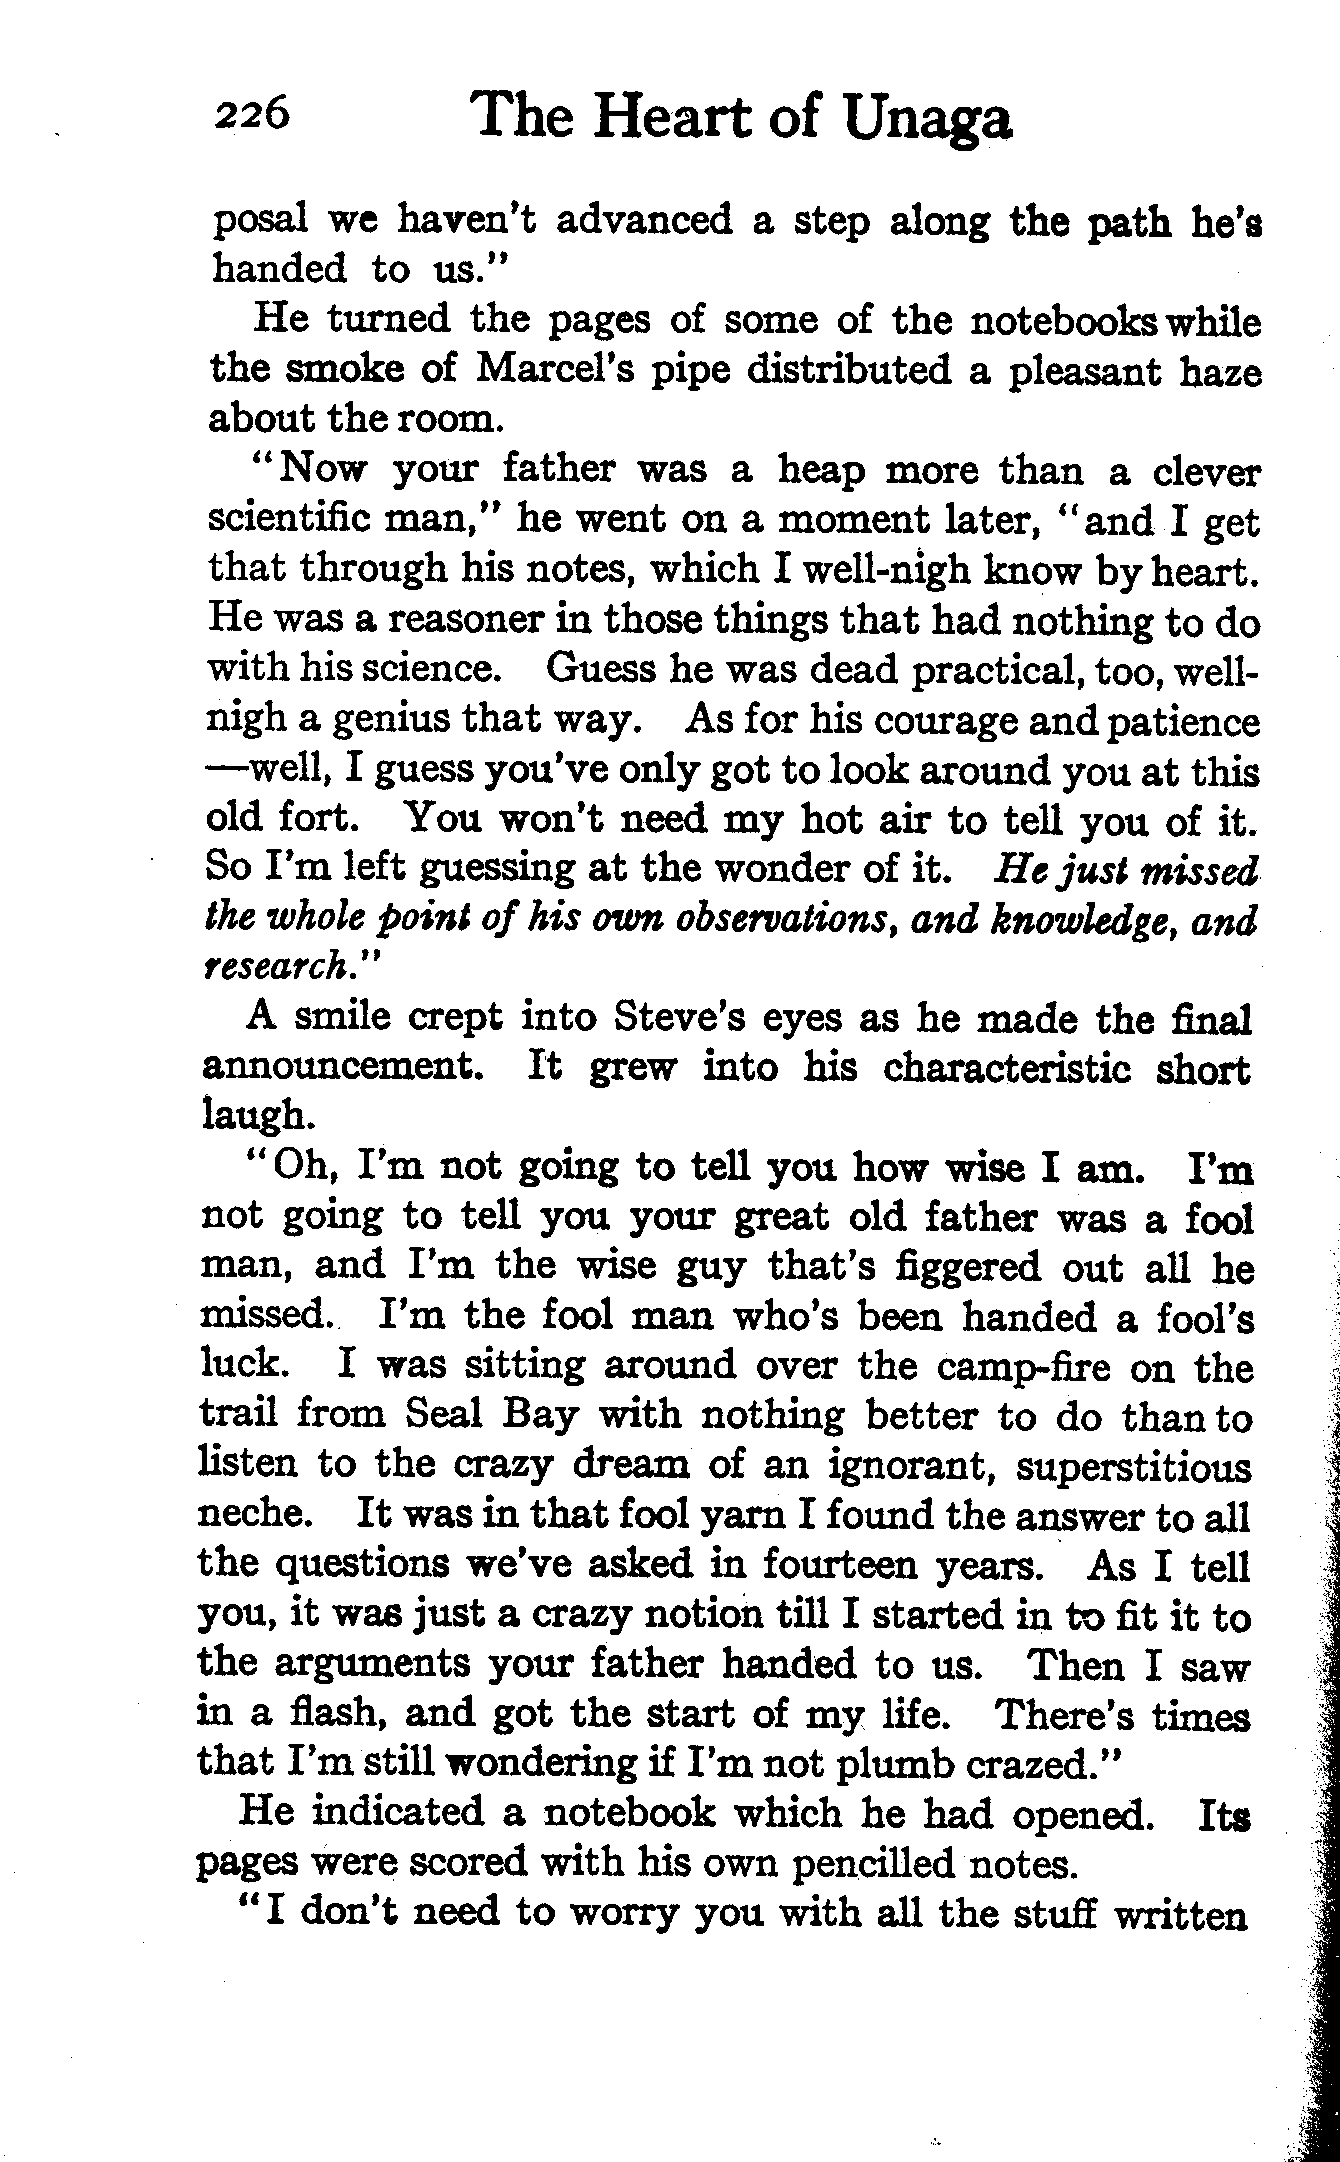 226 The Heart of Unaga
posal we haven't advanced a step along the path he's
handed to us."
He turned the pages of some of the notebooks while
the smoke of Marcel's pipe distributed a pleasant haze
about the room.
"Now your father was a heap more than a clever
scientific man," he went on a moment later, "and I get
that through his notes, which I well-nigh know by heart.
He was a reasoner in those things that had nothing to do
with his science. Guess he was dead practical, too, well-
nigh a genius that way. As for his courage and patience
—well, I guess you've only got to look around you at this
old fort. You won't need my hot air to tell you of it.
So I'm left guessing at the wonder of it. He just missed
the whole point of his own observations, and knowledge, and
research."
A smile crept into Steve's eyes as he made the final
announcement. It grew into his characteristic short
laugh.
"Oh, I'm not going to tell you how wise I am. I'm
not going to tell you your great old father was a fool
man, and I'm the wise guy that's figgered out all he
missed. I'm the fool man who's been handed a fool's
luck. I was sitting around over the camp-fire on the
trail from Seal Bay with nothing better to do than to
listen to the crazy dream of an ignorant, superstitious
neche. It was in that fool yarn I found the answer to all
the questions we've asked in fourteen years. As I tell
you, it was just a crazy notion till I started in to fit it to
the arguments your father handed to us. Then I saw
in a flash, and got the start of my life. There's times
that I'm still wondering if I'm not plumb crazed."
He indicated a notebook which he had opened. Its
pages were scored with his own pencilled notes.
"I don't need to worry you with all the stuff written